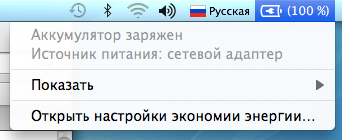 Русская (100 %)
Аккумулятор заряжен
Источник питания: сетевой адаптер
Показать
Открыть настройки экономии энергии...